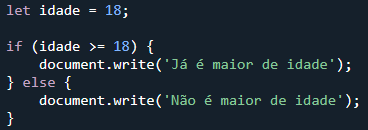 let idade = 18;
if (idade >= 18) {
document.write('Já é maior de idade');
} else {
document.write('Não é maior de idade');
}